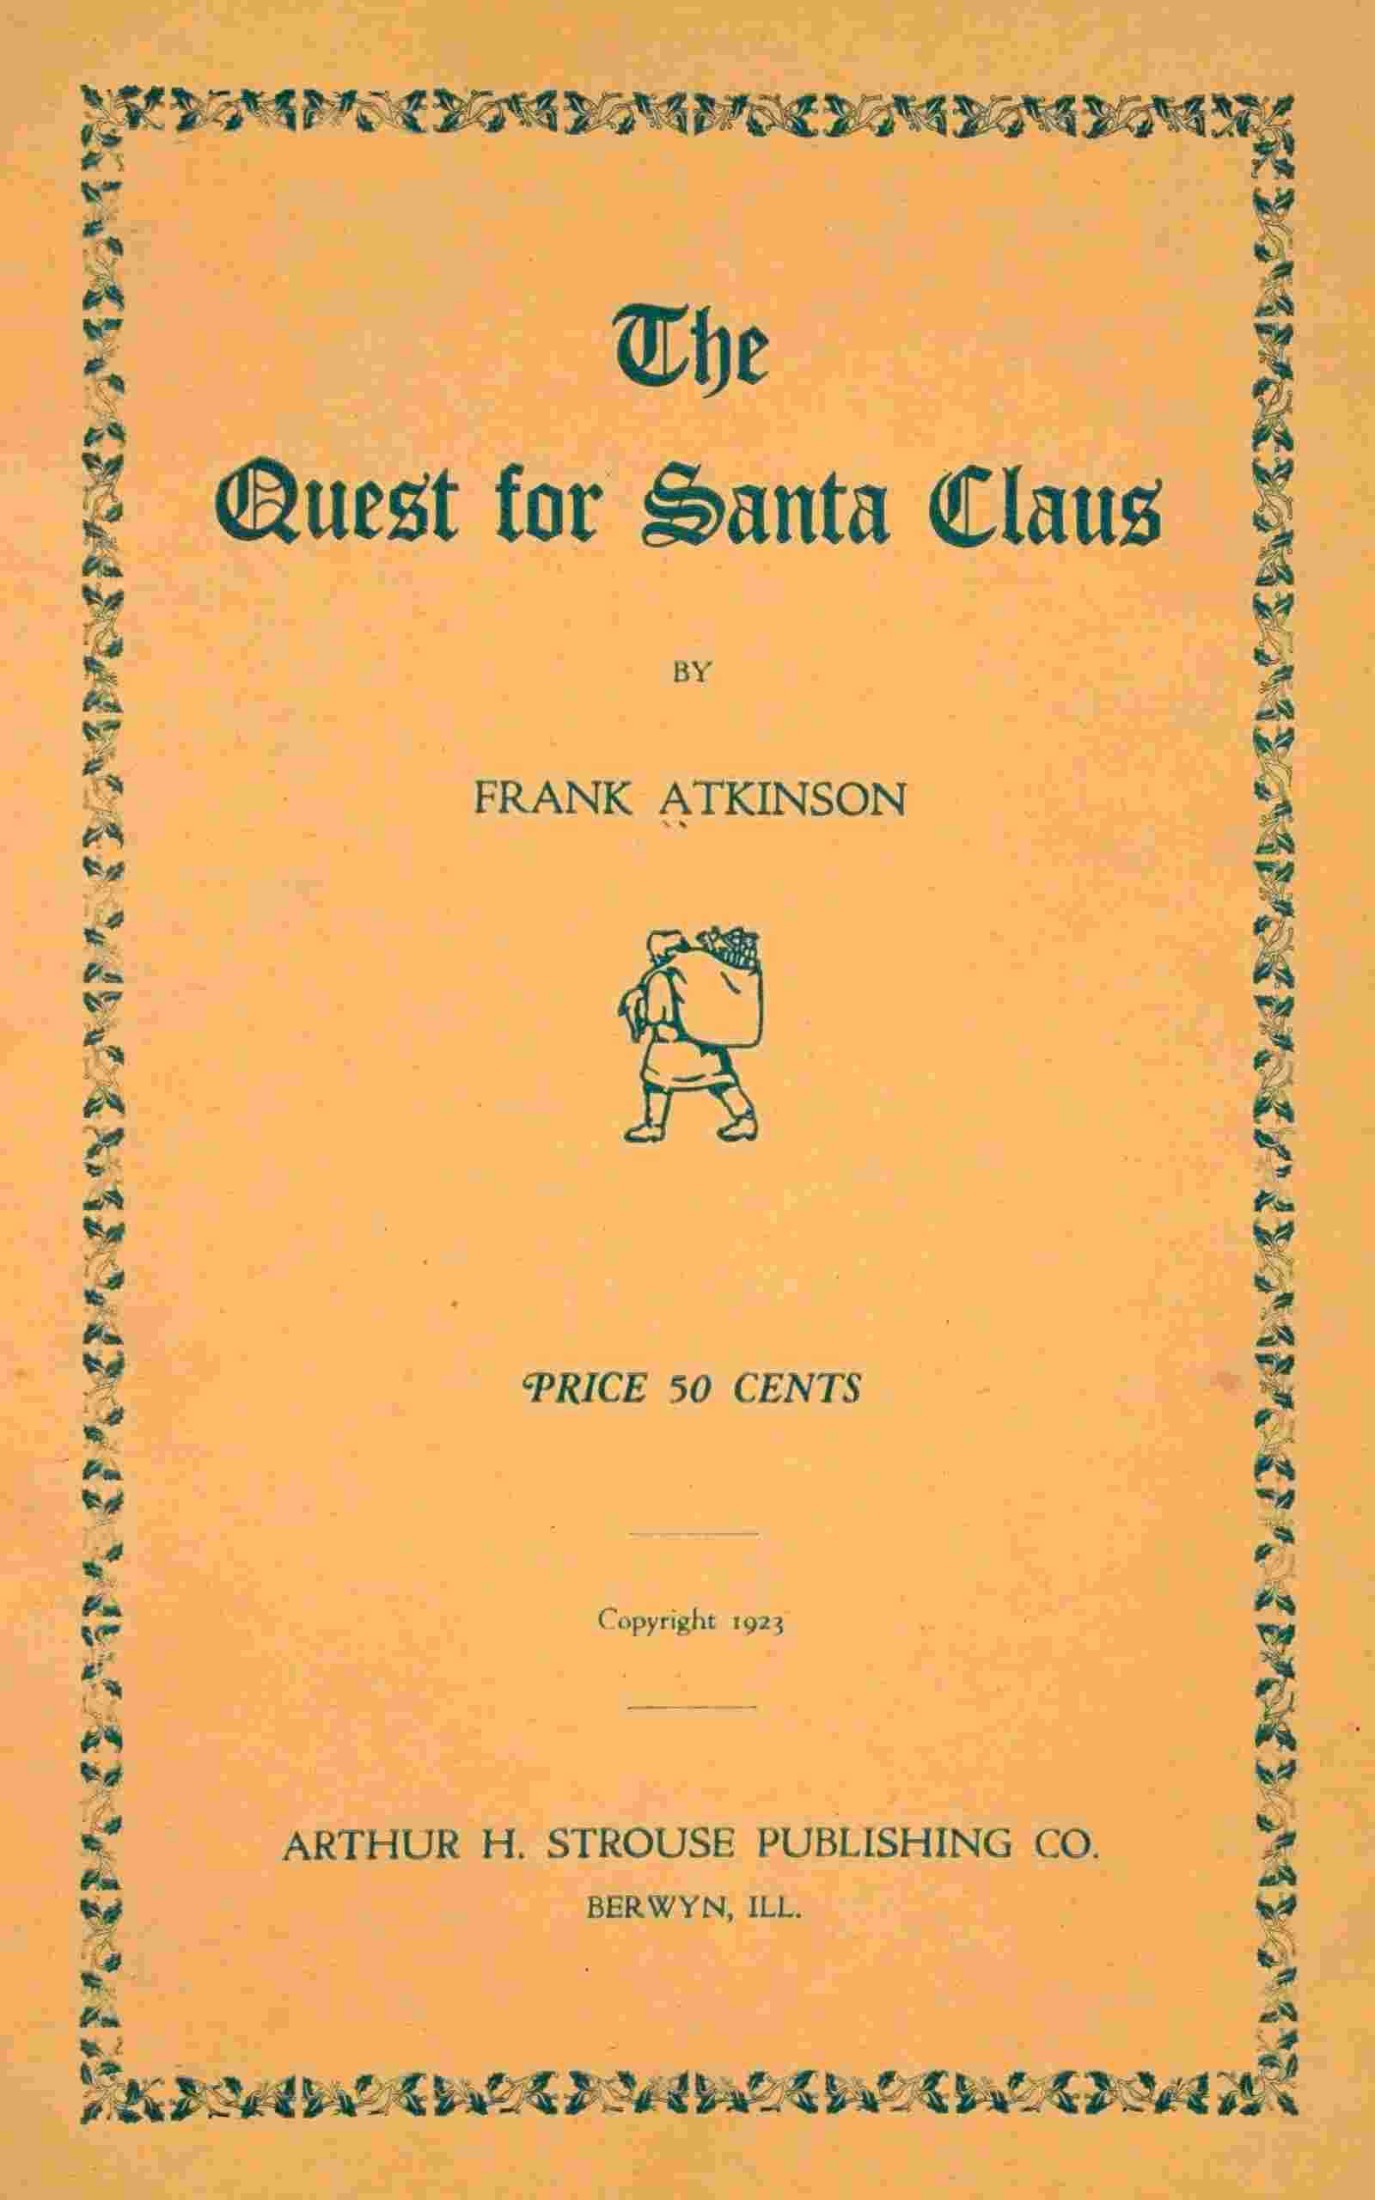 The
Quest for Santa Claus
BY
FRANK ATKINSON
PRICE 50 CENTS
Copyright 1923
ARTHUR H. STROUSE PUBLISHING CO.
BERWYN, ILL.